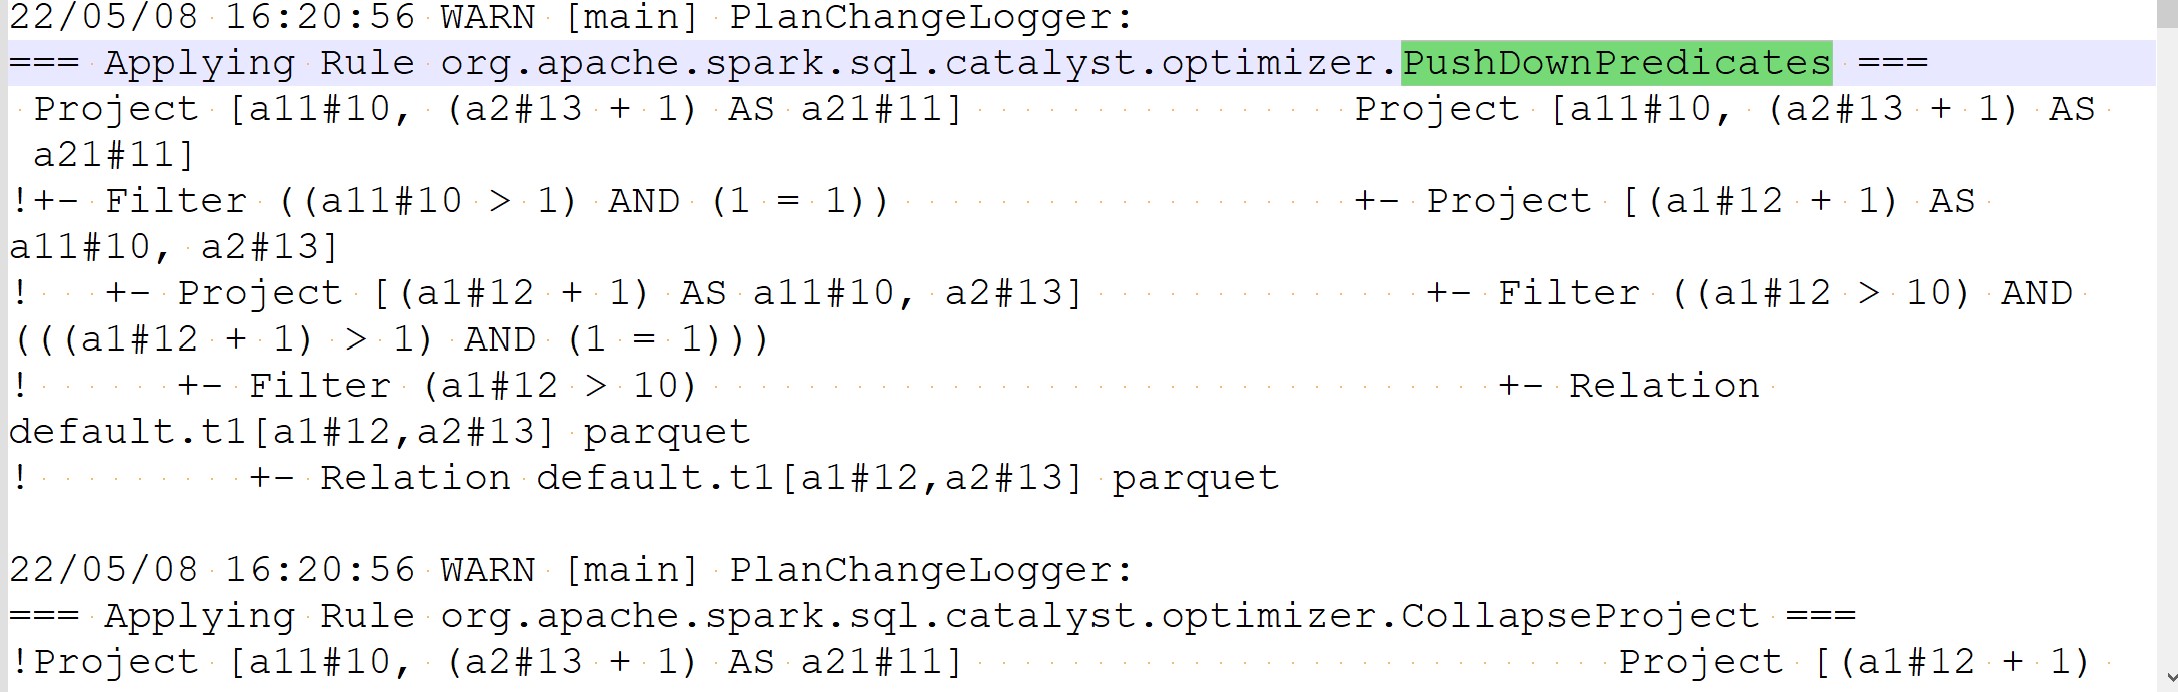 22/05/08 16:20:56 WARN [main] PlanChangeLogger:
=== Applying Rule org.apache.spark.sql.catalyst.optimizer.PushDownPredicates ===
 Project [a11#10, (a2#13 + 1) AS a21#11]                Project [a11#10, (a2#13 + 1) AS
 a21#11]
!+- Filter ((a11#10 > 1) AND (1 = 1))                   +- Project [(a1#12 + 1) AS
a11#10, a2#13]
!   +- Project [(a1#12 + 1) AS a11#10, a2#13]              +- Filter ((a1#12 > 10) AND
(((a1#12 + 1) > 1) AND (1 = 1)))
!      +- Filter (a1#12 > 10)                                 +- Relation
default.t1[a1#12,a2#13] parquet
!         +- Relation default.t1[a1#12,a2#13] parquet
22/05/08 16:20:56 WARN [main] PlanChangeLogger:
=== Applying Rule org.apache.spark.sql.catalyst.optimizer.CollapseProject ===
!Project [a11#10, (a2#13 + 1) AS a21#11]                           Project [(a1#12 + 1)